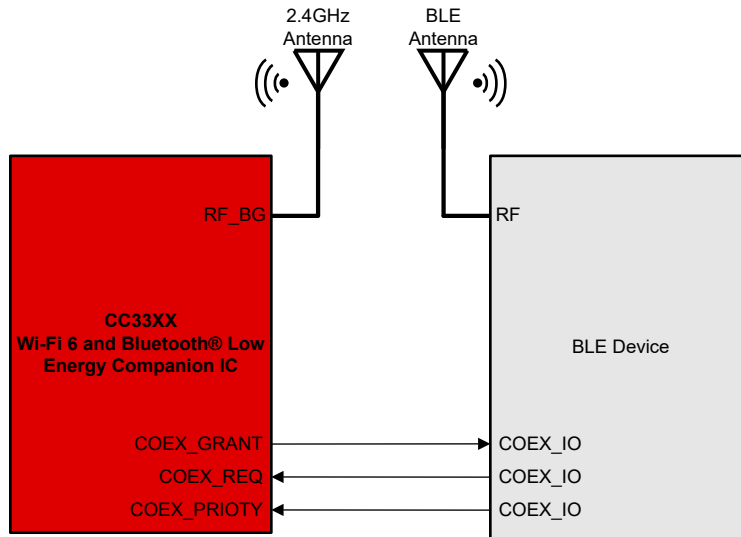 2.4GHz
Antenna
BLE
Antenna
RF_BG
RF
CC33XX
Wi-Fi 6 and Bluetooth® Low
Energy Companion IC
BLE Device
COEX_GRANT
COEX_IO
COEX_REQ
COEX_IO
COEX_PRIOTY
COEX_IO